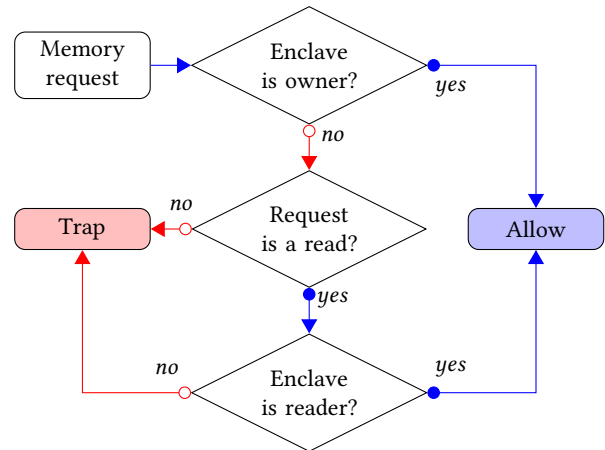 Memory
request
Enclave
is owner?
yes
no
no
Trap
Request
is a read?
Allow
yes
no
Enclave
is reader?
yes